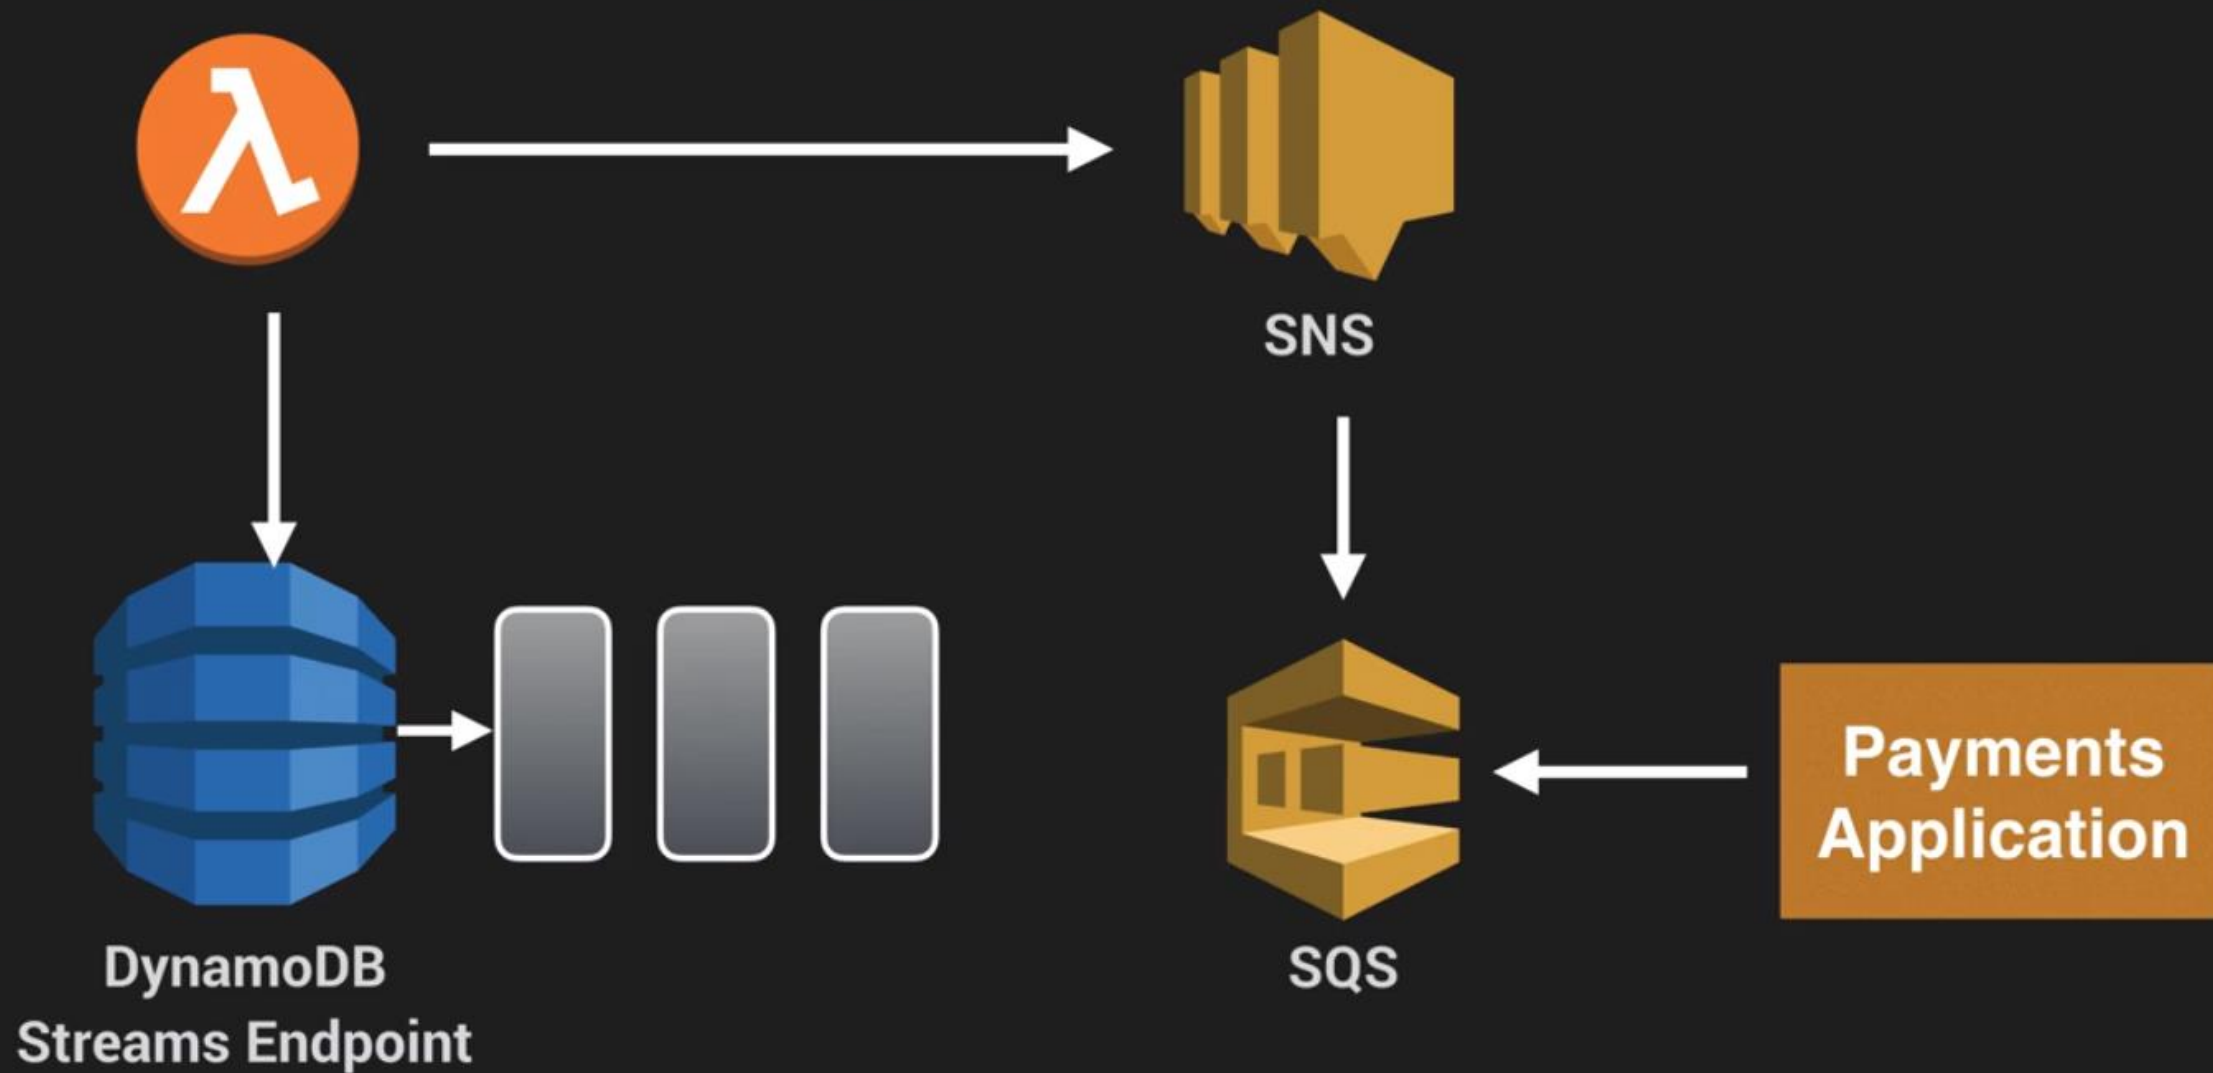 λ
SNS
Payments
Application
DynamoDB
Streams Endpoint
SQS